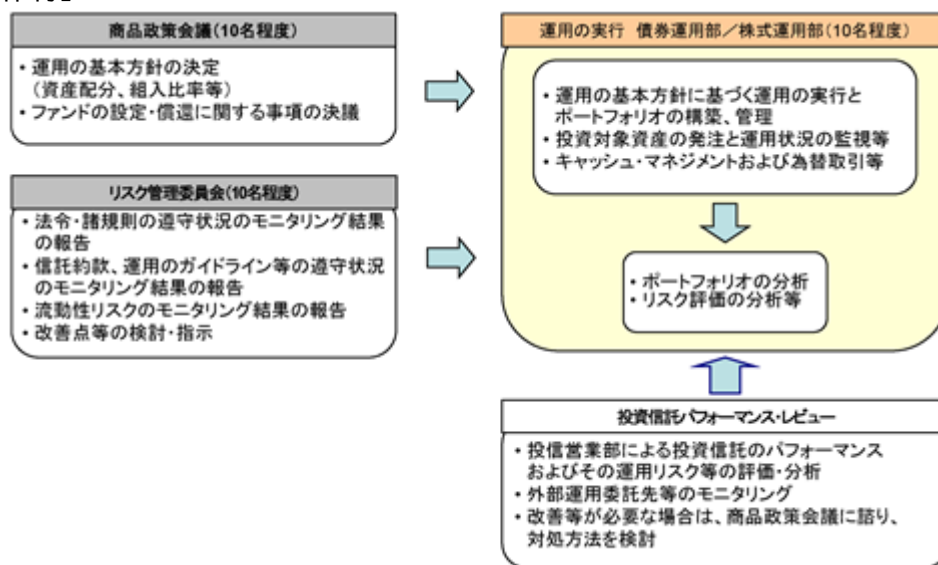 商品政策会議(10名程度)
・運用の基本方針の決定
(資産配分、組入比率等)
・ファンドの設定・償還に関する事項の決議
リスク管理委員会(10名程度)
・法令・諸規則の遵守状況のモニタリング結果
の報告
・信託約款、運用のガイドライン等の遵守状況
のモニタリング結果の報告
・流動性リスクのモニタリング結果の報告
・改善点等の検討・指示
運用の実行 債券運用部/株式運用部(10名程度)
・運用の基本方針に基づく運用の実行と
ポートフォリオの構築、管理
・投資対象資産の発注と運用状況の監視等
・キャッシュ・マネジメントおよび為替取引等
・ポートフォリオの分析
・リスク評価の分析等
投資信託パフォーマンス・レビュー
・投信営業部による投資信託のパフォーマンス
およびその運用リスク等の評価・分析
・外部運用委託先等のモニタリング
・改善等が必要な場合は、商品政策会議に諮り、
対処方法を検討